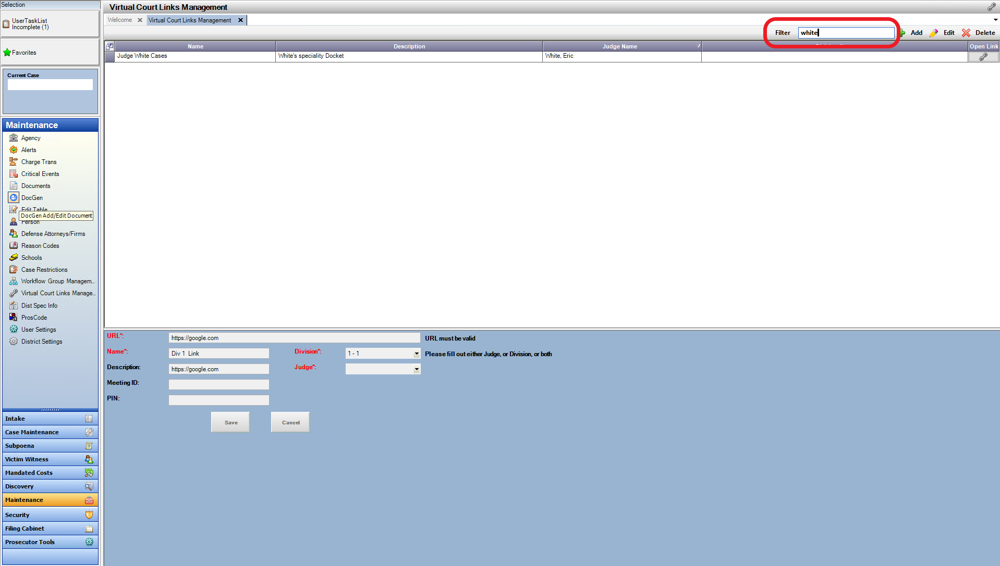 Selection
UserTaskList
Incomplete (1)
Favorites
Current Case
Maintenance
Agency
Alerts
Charge Trans
Critical Events
Documents
DocGen
Edit Table
DocGen Add/Edit Document
Person
Defense Attorneys/Firms
Reason Codes
Schools
Case Restrictions
Workflow Group Managem...
Virtual Court Links Manage...
Dist Spec Info
ProsCode
User Settings
District Settings
Intake
Case Maintenance
Subpoena
Victim Witness
Mandated Costs
Discovery
Maintenance
Security
Filing Cabinet
Prosecutor Tools
Virtual Court Links Management
Welcome
Virtual Court Links Management
Filter white Add Edit Delete
Name Description Judge Name Open Link
Judge White Cases White's speciality Docket White, Eric
URL*: https://google.com URL must be valid
Name*: Div 1 Link Division*: 1 - 1 Please fill out either Judge, or Division, or both
Description: https://google.com Judge*:
Meeting ID:
PIN:
Save Cancel